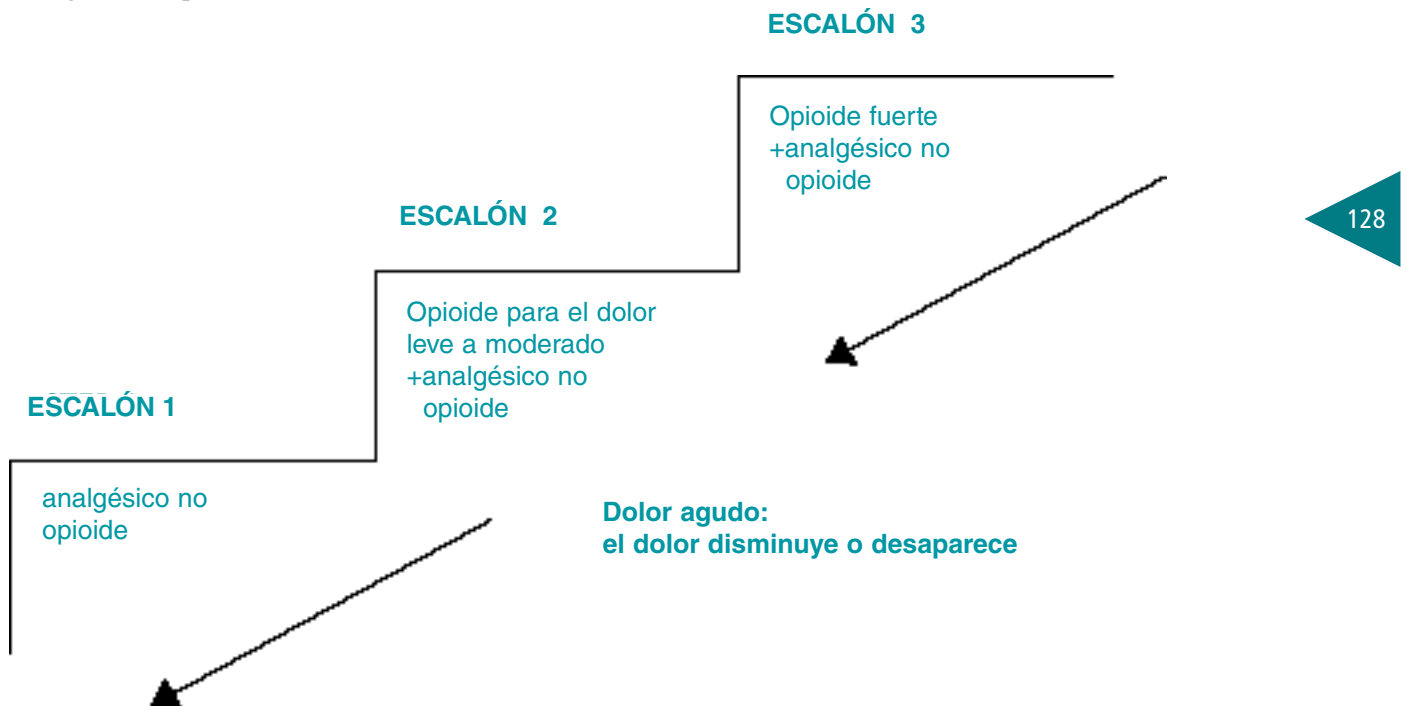 ESCALÓN 3
Opioide fuerte
+analgésico no
opioide
128
ESCALÓN 2
Opioide para el dolor
leve a moderado
+analgésico no
opioide
ESCALÓN 1
analgésico no
opioide
Dolor agudo:
el dolor disminuye o desaparece